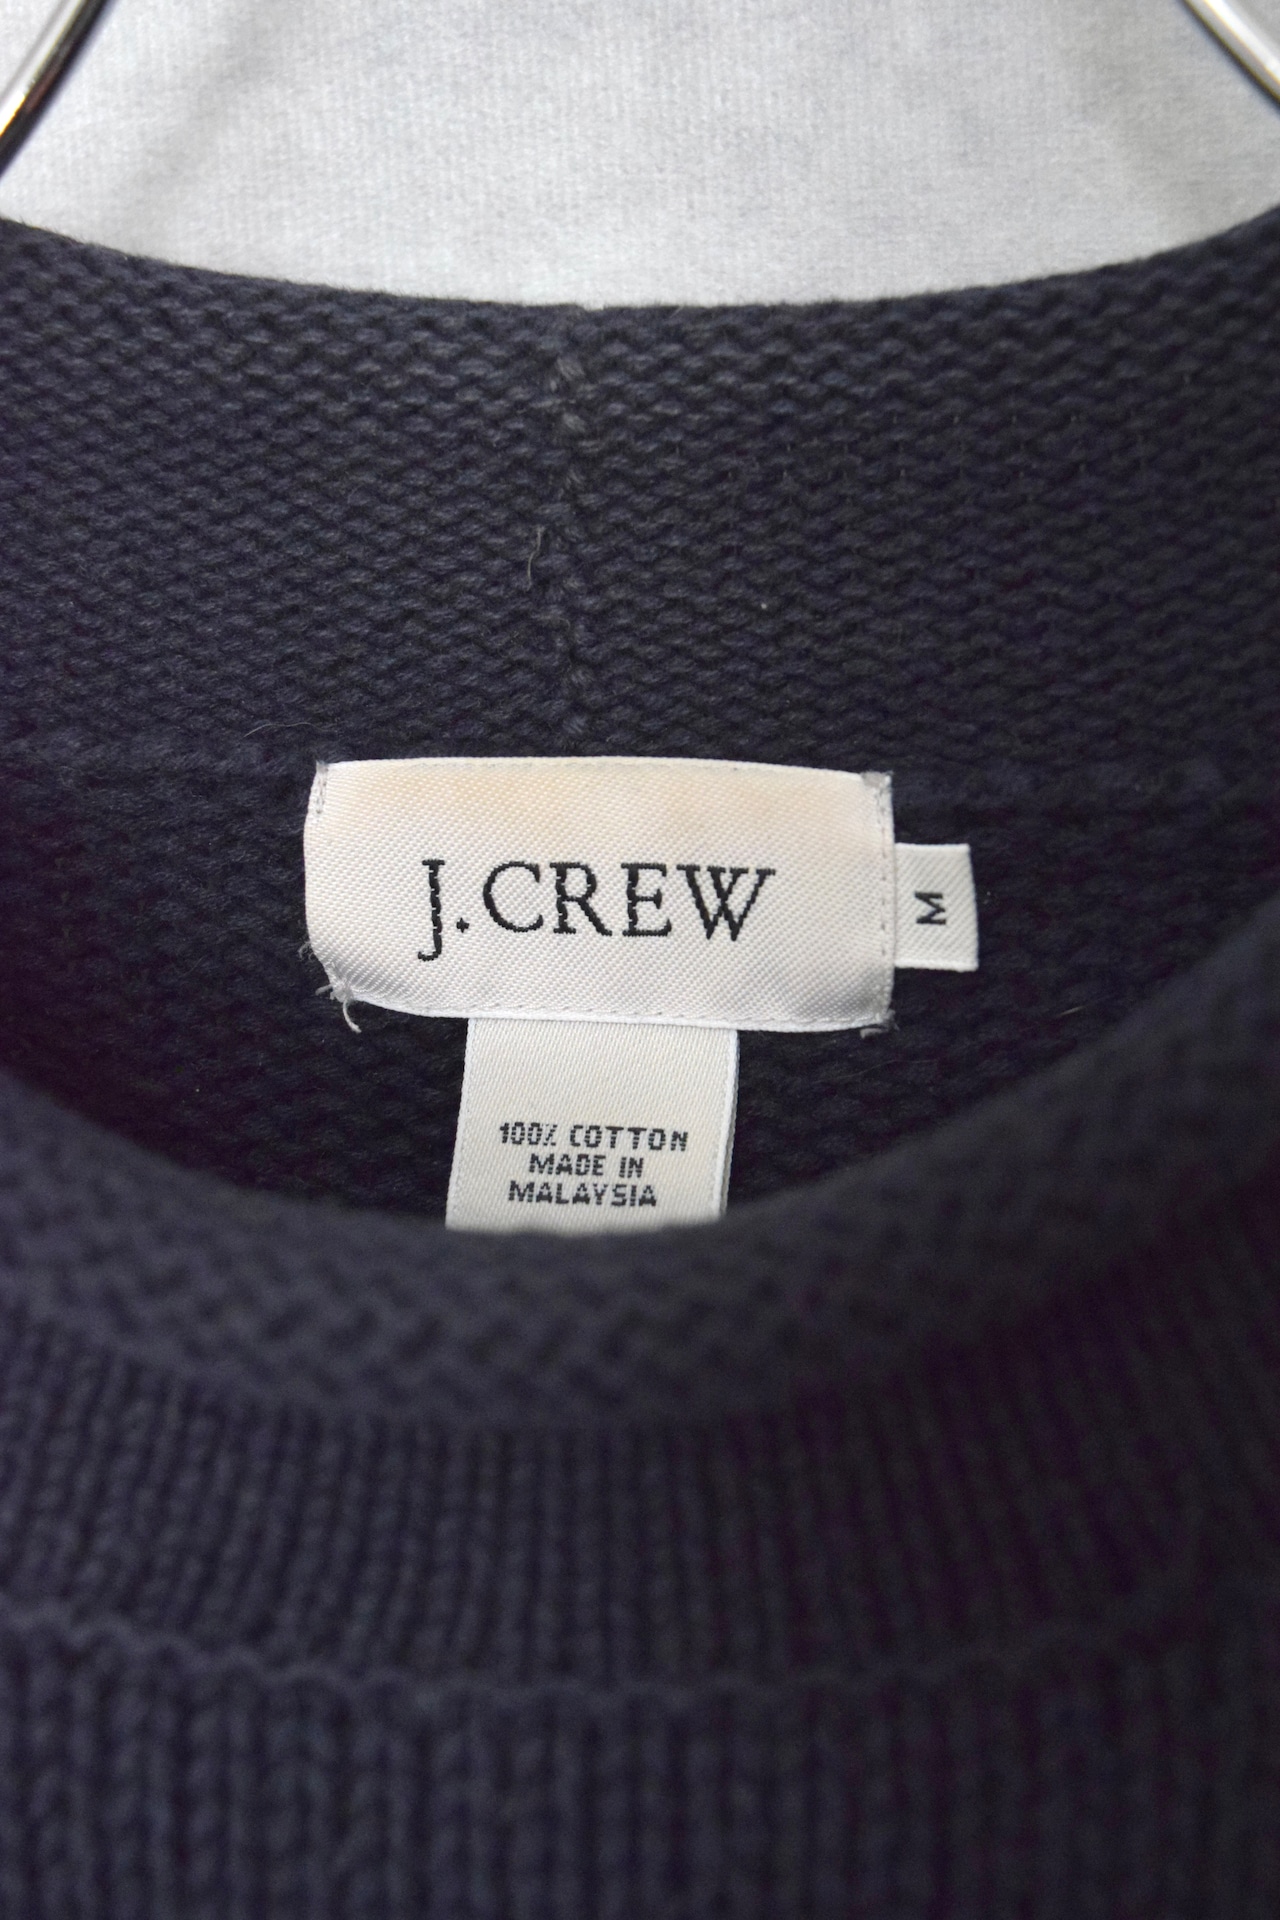 J.CREW
M
100% COTTON
MADE IN
MALAYSIA